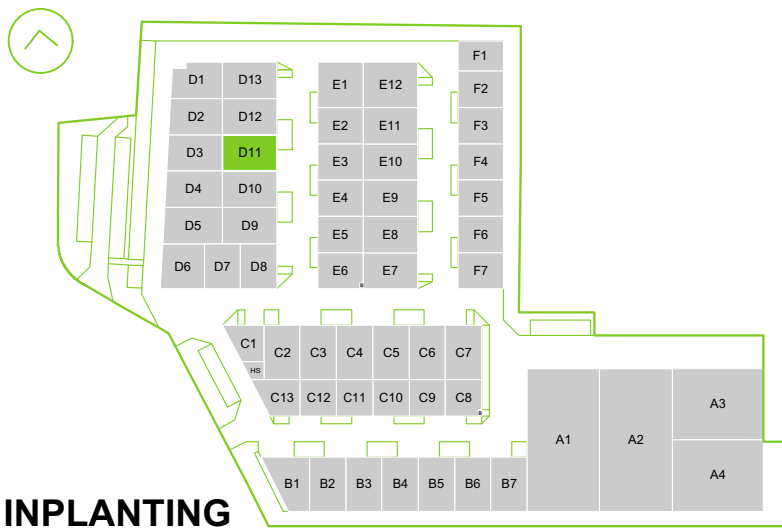 F1
D1 D13 E1 E12 F2
D2 D12 E2 E11 F3
D3 D11 E3 E10 F4
D4 D10 E4 E9 F5
D5 D9 E5 E8 F6
D6 D7 D8 E6 E7 F7
C1 C2 C3 C4 C5 C6 C7
HS
C13 C12 C11 C10 C9 C8
A1 A2 A3
A4
B1 B2 B3 B4 B5 B6 B7
INPLANTING